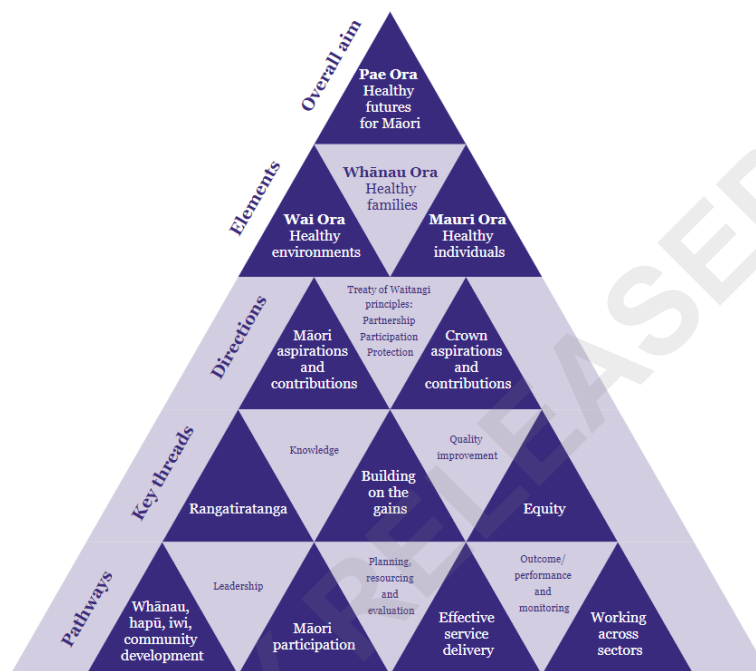 Overall aim
Pae Ora
Healthy
futures
for Māori
Elements
Whānau Ora
Healthy
families
Wai Ora
Healthy
environments
Mauri Ora
Healthy
individuals
Directions
Māori
aspirations
and
contributions
Treaty of Waitangi
principles:
Partnership
Participation
Protection
Crown
aspirations
and
contributions
Key threads
Rangatiratanga
Knowledge
Building
on the
gains
Quality
improvement
Equity
Pathways
Whānau,
hapū, iwi,
community
development
Leadership
Māori
participation
Planning,
resourcing
and
evaluation
Effective
service
delivery
Outcome/
performance
and
monitoring
Working
across
sectors
RELEASED